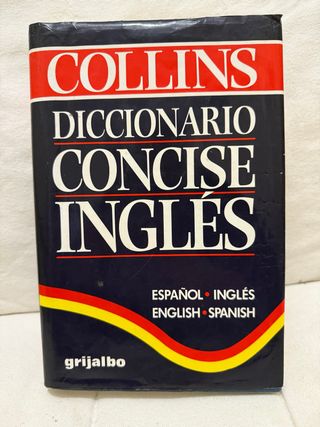 COLLINS
DICCIONARIO
CONCISE
INGLÉS
ESPAÑOL • INGLÉS
ENGLISH • SPANISH
grijalbo